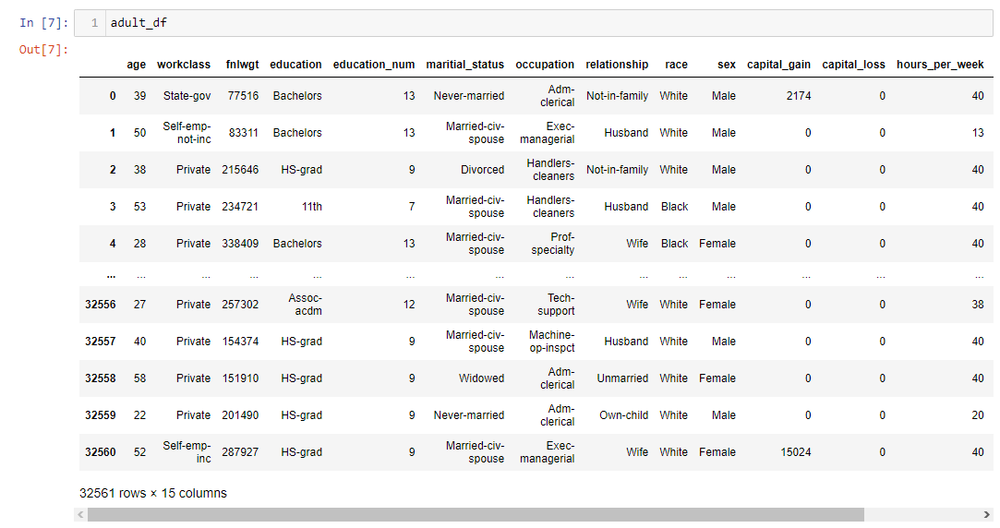 In [7]: 1 adult_df
Out[7]:
age workclass fnlwgt education education_num maritial_status occupation relationship race sex capital_gain capital_loss hours_per_week
0 39 State-gov 77516 Bachelors 13 Never-married Adm-clerical Not-in-family White Male 2174 0 40
1 50 Self-emp-not-inc 83311 Bachelors 13 Married-civ-spouse Exec-managerial Husband White Male 0 0 13
2 38 Private 215646 HS-grad 9 Divorced Handlers-cleaners Not-in-family White Male 0 0 40
3 53 Private 234721 11th 7 Married-civ-spouse Handlers-cleaners Husband Black Male 0 0 40
4 28 Private 338409 Bachelors 13 Married-civ-spouse Prof-specialty Wife Black Female 0 0 40
... ... ... ... ... ... ... ... ... ... ... ... ... ...
32556 27 Private 257302 Assoc-acdm 12 Married-civ-spouse Tech-support Wife White Female 0 0 38
32557 40 Private 154374 HS-grad 9 Married-civ-spouse Machine-op-inspct Husband White Male 0 0 40
32558 58 Private 151910 HS-grad 9 Widowed Adm-clerical Unmarried White Female 0 0 40
32559 22 Private 201490 HS-grad 9 Never-married Adm-clerical Own-child White Male 0 0 20
32560 52 Self-emp-inc 287927 HS-grad 9 Married-civ-spouse Exec-managerial Wife White Female 15024 0 40
32561 rows × 15 columns